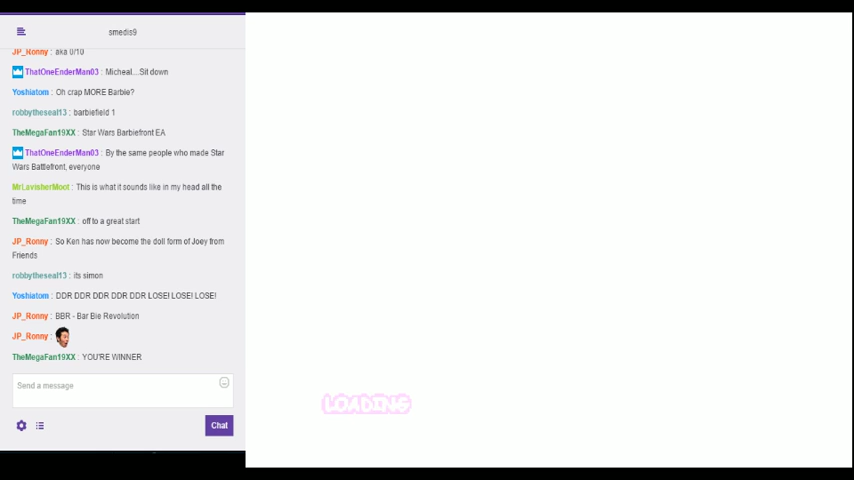 smedis9
JP_Ronny : aka 0/10
ThatOneEnderMan03 : Micheal... Sit down
Yoshiatom : Oh crap MORE Barbie?
robbytheseal13 : barbiefield 1
TheMegaFan19XX : Star Wars Barbiefront EA
ThatOneEnderMan03 : By the same people who made Star
Wars Battlefront, everyone
MrLavisherMoot : This is what it sounds like in my head all the
time
TheMegaFan19XX : off to a great start
JP_Ronny : So Ken has now become the doll form of Joey from
Friends
robbytheseal13 : its simon
Yoshiatom : DDR DDR DDR DDR DDR LOSE! LOSE! LOSE!
JP_Ronny : BBR - Bar Bie Revolution
JP_Ronny :
TheMegaFan19XX : YOU'RE WINNER
Send a message
Chat
LOADING